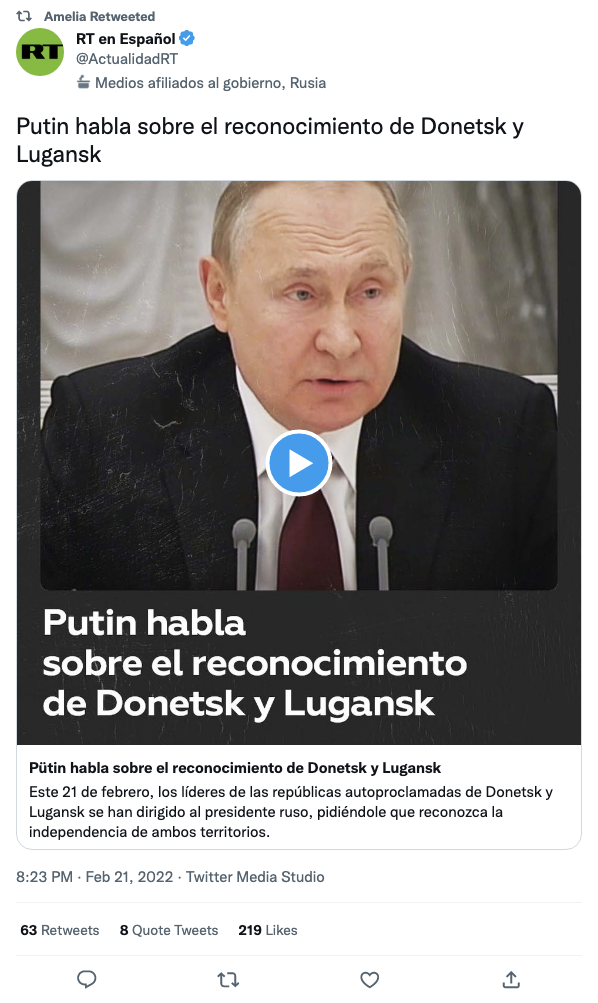 Amelia Retweeted
RT
RT en Español
@ActualidadRT
Medios afiliados al gobierno, Rusia
Putin habla sobre el reconocimiento de Donetsk y
Lugansk
Putin habla
sobre el reconocimiento
de Donetsk y Lugansk
Pütin habla sobre el reconocimiento de Donetsk y Lugansk
Este 21 de febrero, los líderes de las repúblicas autoproclamadas de Donetsk y
Lugansk se han dirigido al presidente ruso, pidiéndole que reconozca la
independencia de ambos territorios.
8:23 PM · Feb 21, 2022 · Twitter Media Studio
63 Retweets 8 Quote Tweets 219 Likes